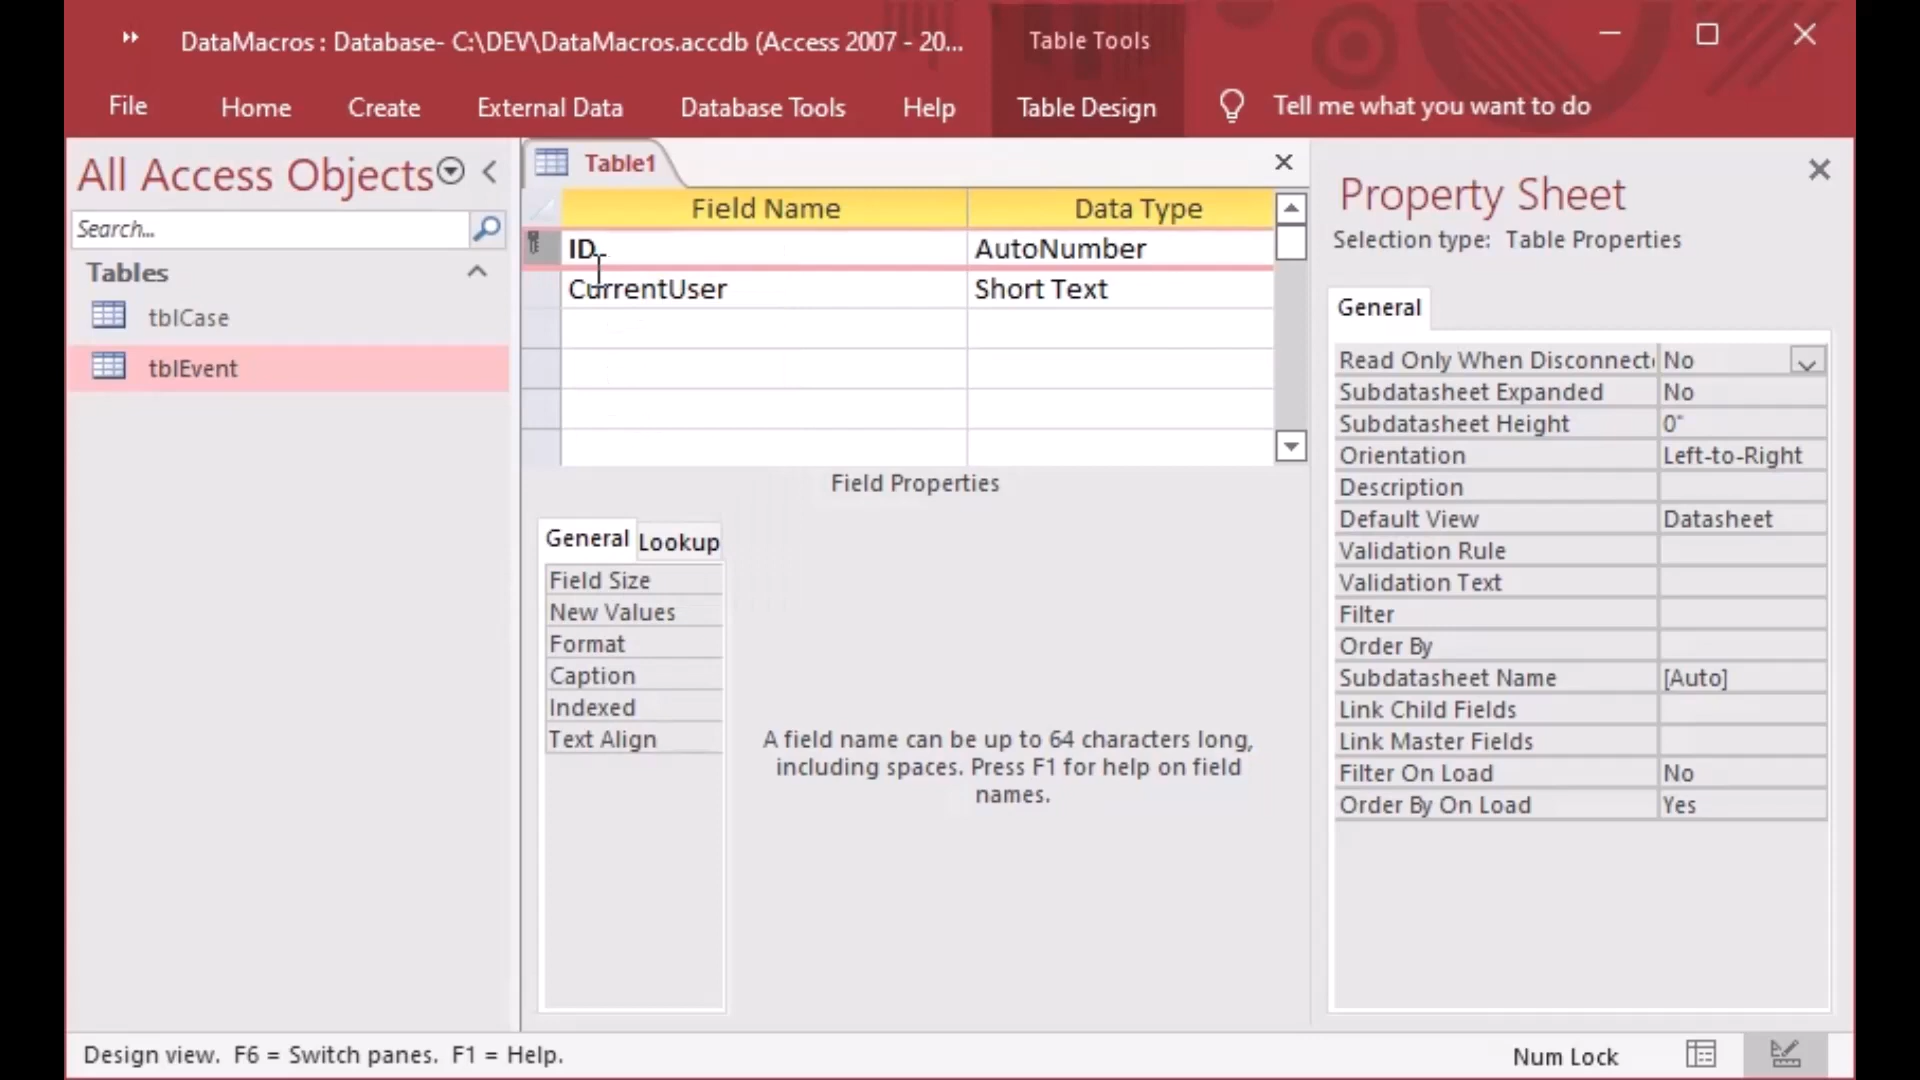 DataMacros : Database- C:\DEV\DataMacros.accdb (Access 2007 - 20...
Table Tools
File
Home
Create
External Data
Database Tools
Help
Table Design
Tell me what you want to do
All Access Objects
Search...
Tables
tblCase
tblEvent
Table1
Field Name
Data Type
ID
AutoNumber
CurrentUser
Short Text
Field Properties
General
Lookup
Field Size
New Values
Format
Caption
Indexed
Text Align
A field name can be up to 64 characters long,
including spaces. Press F1 for help on field
names.
Property Sheet
Selection type: Table Properties
General
Read Only When Disconnect No
Subdatasheet Expanded No
Subdatasheet Height 0"
Orientation Left-to-Right
Description
Default View Datasheet
Validation Rule
Validation Text
Filter
Order By
Subdatasheet Name [Auto]
Link Child Fields
Link Master Fields
Filter On Load No
Order By On Load Yes
Design view. F6 = Switch panes. F1 = Help.
Num Lock